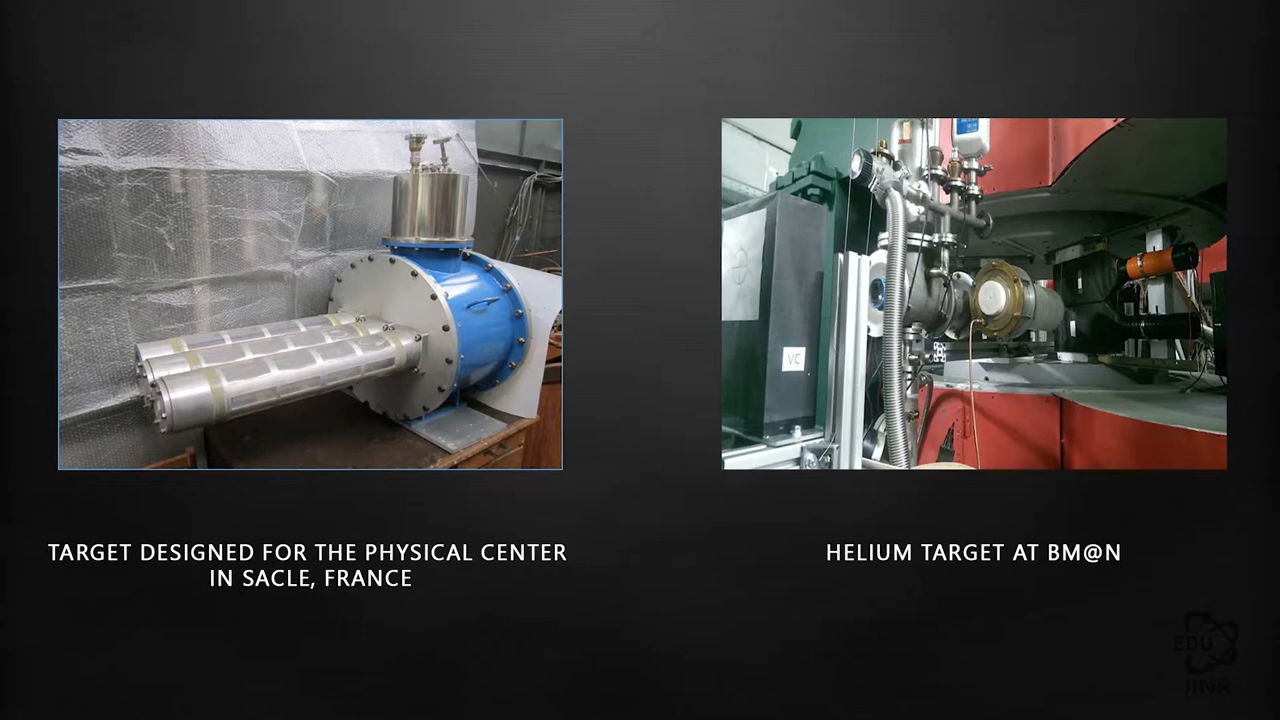 TARGET DESIGNED FOR THE PHYSICAL CENTER
IN SACLE, FRANCE
HELIUM TARGET AT BM@N
VC
EDU
JINR